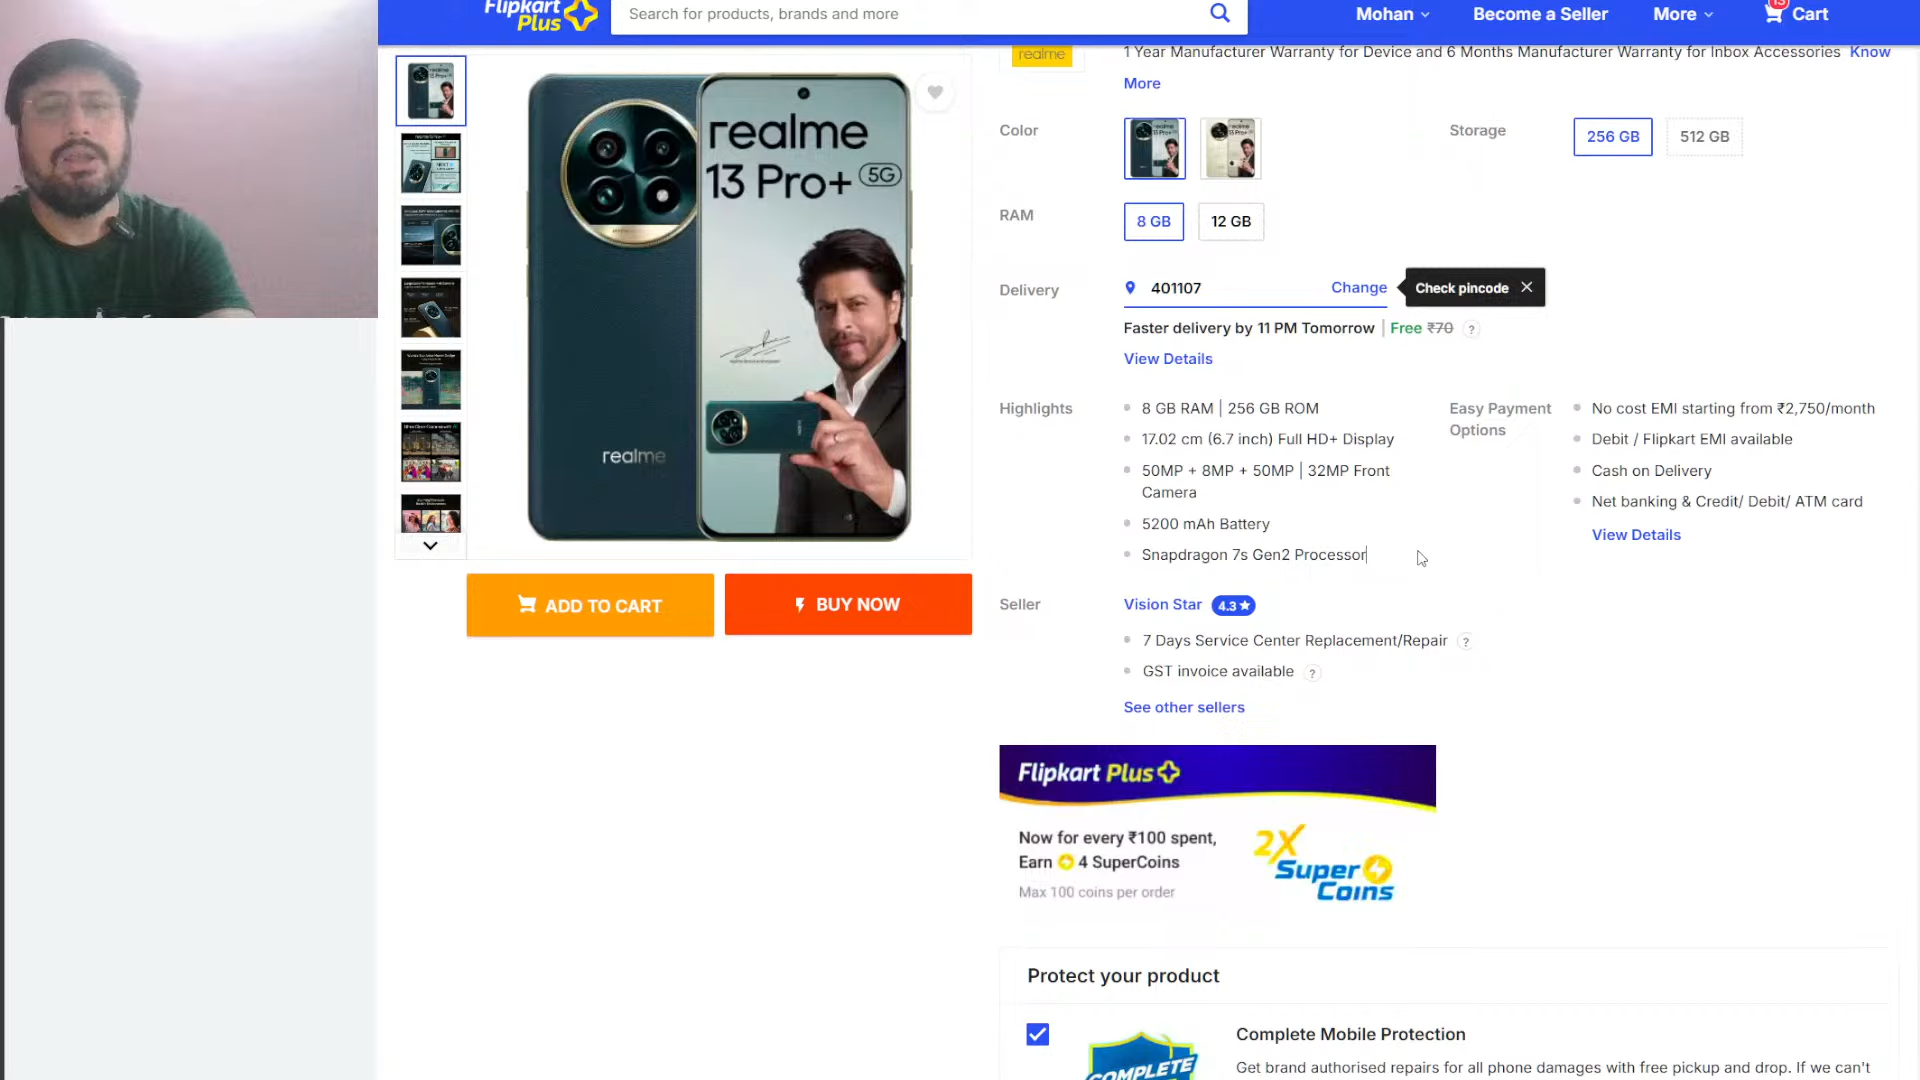 Flipkart
Plus
Search for products, brands and more
Mohan
Become a Seller
More
13
Cart
realme
1 Year Manufacturer Warranty for Device and 6 Months Manufacturer Warranty for Inbox Accessories Know
More
realme
13 Pro+ 5G
realme
Color
Storage
256 GB
512 GB
RAM
8 GB
12 GB
Delivery
401107
Change
Check pincode
Faster delivery by 11 PM Tomorrow | Free ₹70 ?
View Details
Highlights
8 GB RAM | 256 GB ROM
17.02 cm (6.7 inch) Full HD+ Display
50MP + 8MP + 50MP | 32MP Front
Camera
5200 mAh Battery
Snapdragon 7s Gen2 Processor
Easy Payment
Options
No cost EMI starting from ₹2,750/month
Debit / Flipkart EMI available
Cash on Delivery
Net banking & Credit/ Debit/ ATM card
View Details
ADD TO CART
BUY NOW
Seller
Vision Star 4.3★
7 Days Service Center Replacement/Repair ?
GST invoice available ?
See other sellers
Flipkart Plus
Now for every ₹100 spent,
Earn 4 SuperCoins
Max 100 coins per order
2X
Super
Coins
Protect your product
Complete Mobile Protection
COMPLETE
Get brand authorised repairs for all phone damages with free pickup and drop. If we can't